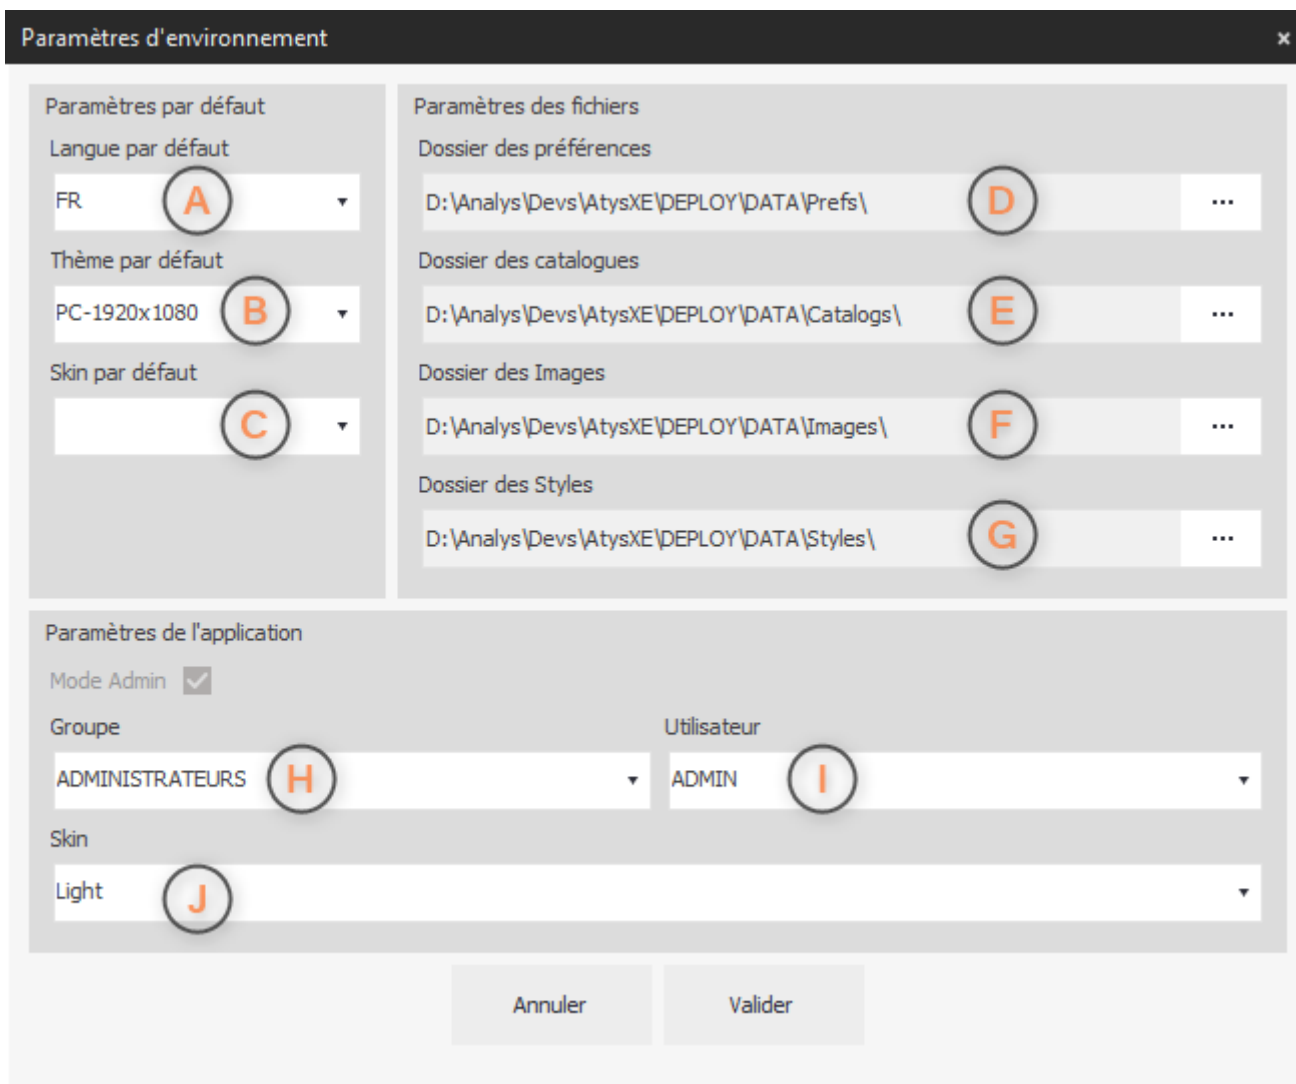 Paramètres d'environnement
Paramètres par défaut
Langue par défaut
FR
A
Thème par défaut
PC-1920x1080
B
Skin par défaut
C
Paramètres des fichiers
Dossier des préférences
D:\Analys\Devs\AtysXE\DEPLOY\DATA\Prefs\
D
...
Dossier des catalogues
D:\Analys\Devs\AtysXE\DEPLOY\DATA\Catalogs\
E
...
Dossier des Images
D:\Analys\Devs\AtysXE\DEPLOY\DATA\Images\
F
...
Dossier des Styles
D:\Analys\Devs\AtysXE\DEPLOY\DATA\Styles\
G
...
Paramètres de l'application
Mode Admin
Groupe
ADMINISTRATEURS
H
Utilisateur
ADMIN
I
Skin
Light
J
Annuler
Valider